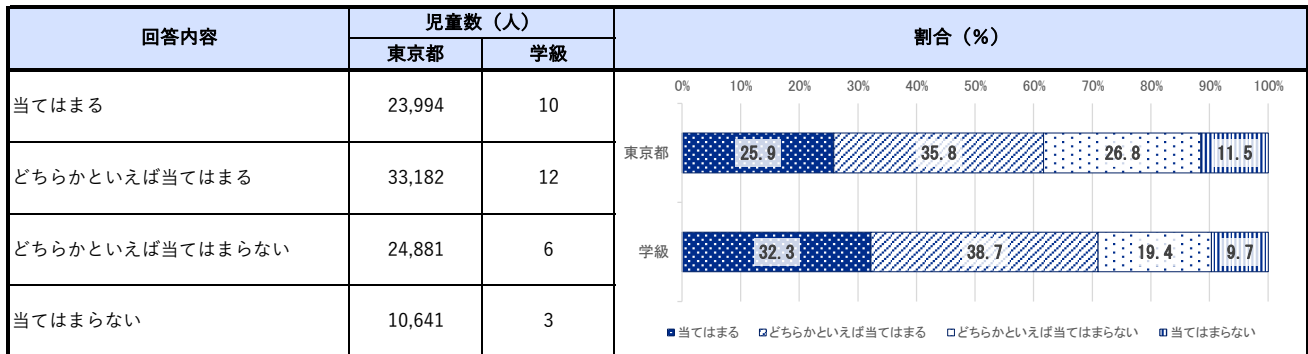 回答内容
児童数（人）
割合（%）
東京都
学級
当てはまる
23,994
10
どちらかといえば当てはまる
33,182
12
どちらかといえば当てはまらない
24,881
6
当てはまらない
10,641
3
0% 10% 20% 30% 40% 50% 60% 70% 80% 90% 100%
東京都 25.9 35.8 26.8 11.5
学級 32.3 38.7 19.4 9.7
当てはまる どちらかといえば当てはまる どちらかといえば当てはまらない 当てはまらない